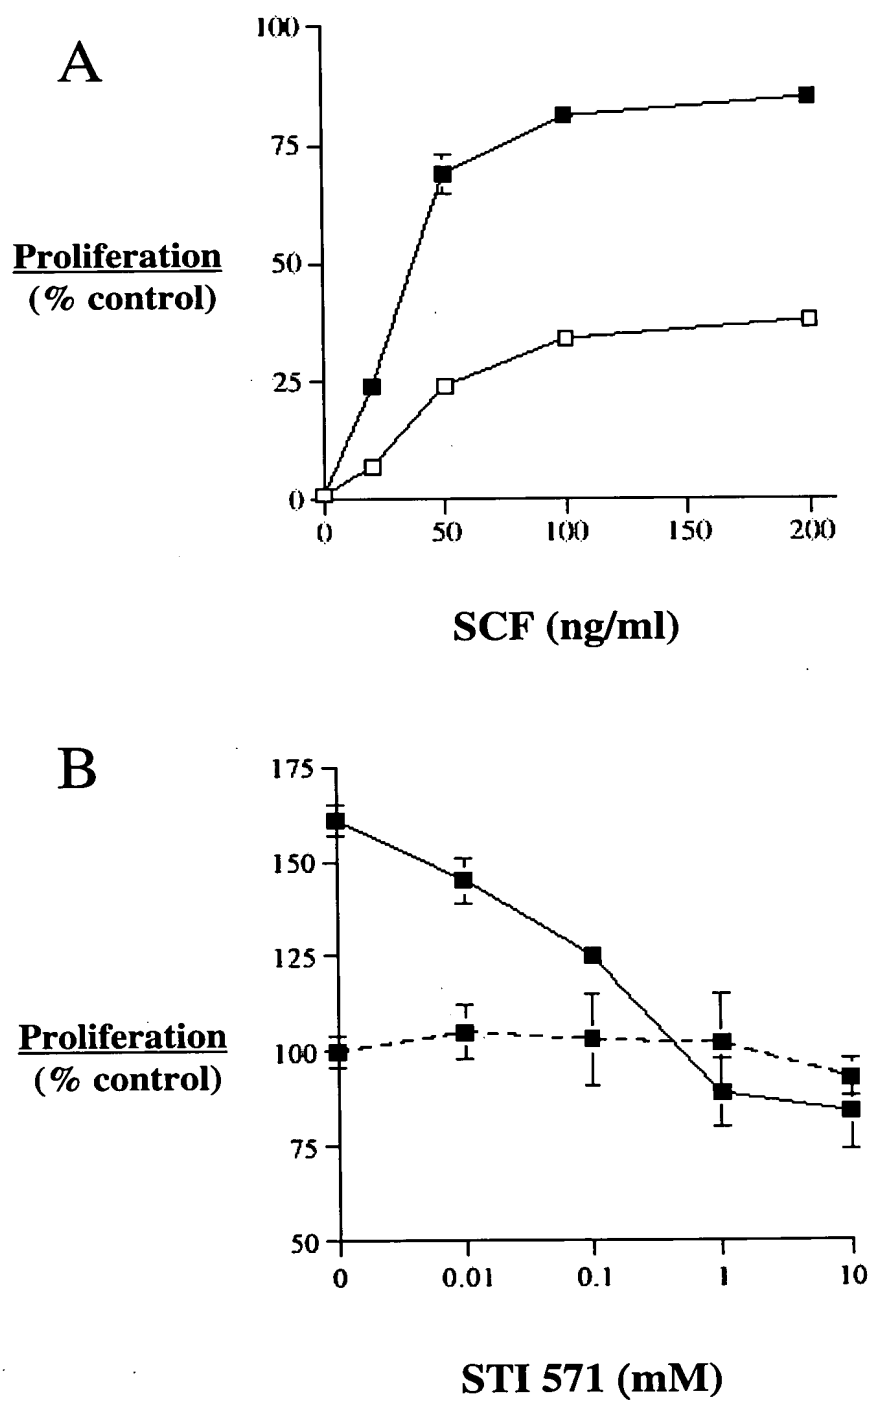 A
100
75
50
25
0
Proliferation
(% control)
0 50 100 150 200
SCF (ng/ml)
B
175
150
125
100
75
50
Proliferation
(% control)
0 0.01 0.1 1 10
STI 571 (mM)